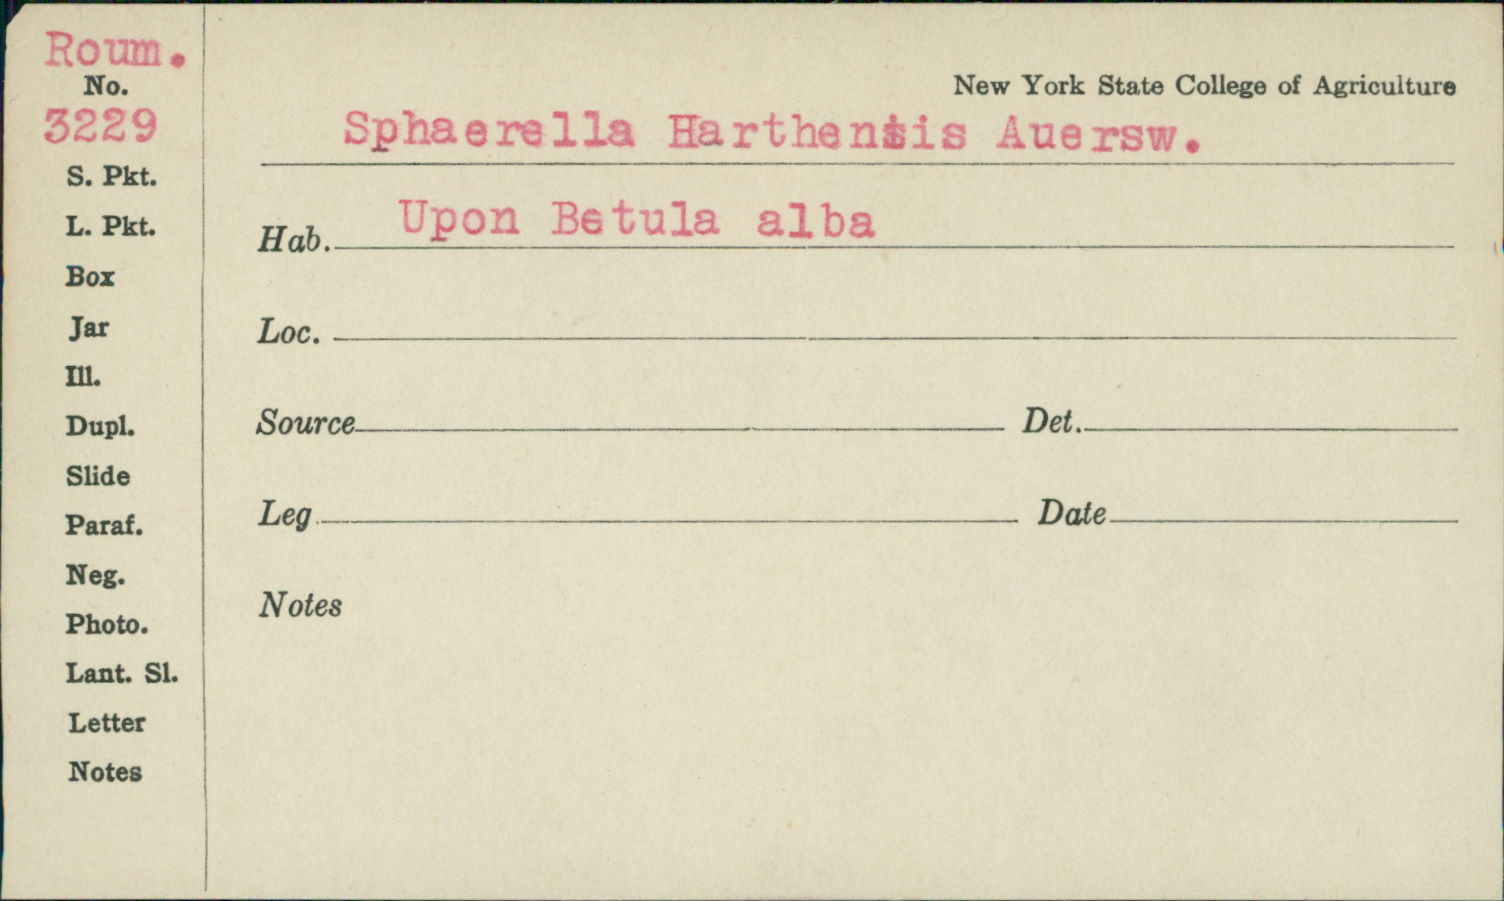 Roum.
No.
3229
S. Pkt.
L. Pkt.
Box
Jar
Ill.
Dupl.
Slide
Paraf.
Neg.
Photo.
Lant. Sl.
Letter
Notes
New York State College of Agriculture
Sphaerella Harthensis Auersw.
Hab. Upon Betula alba
Loc.
Source Det.
Leg Date
Notes